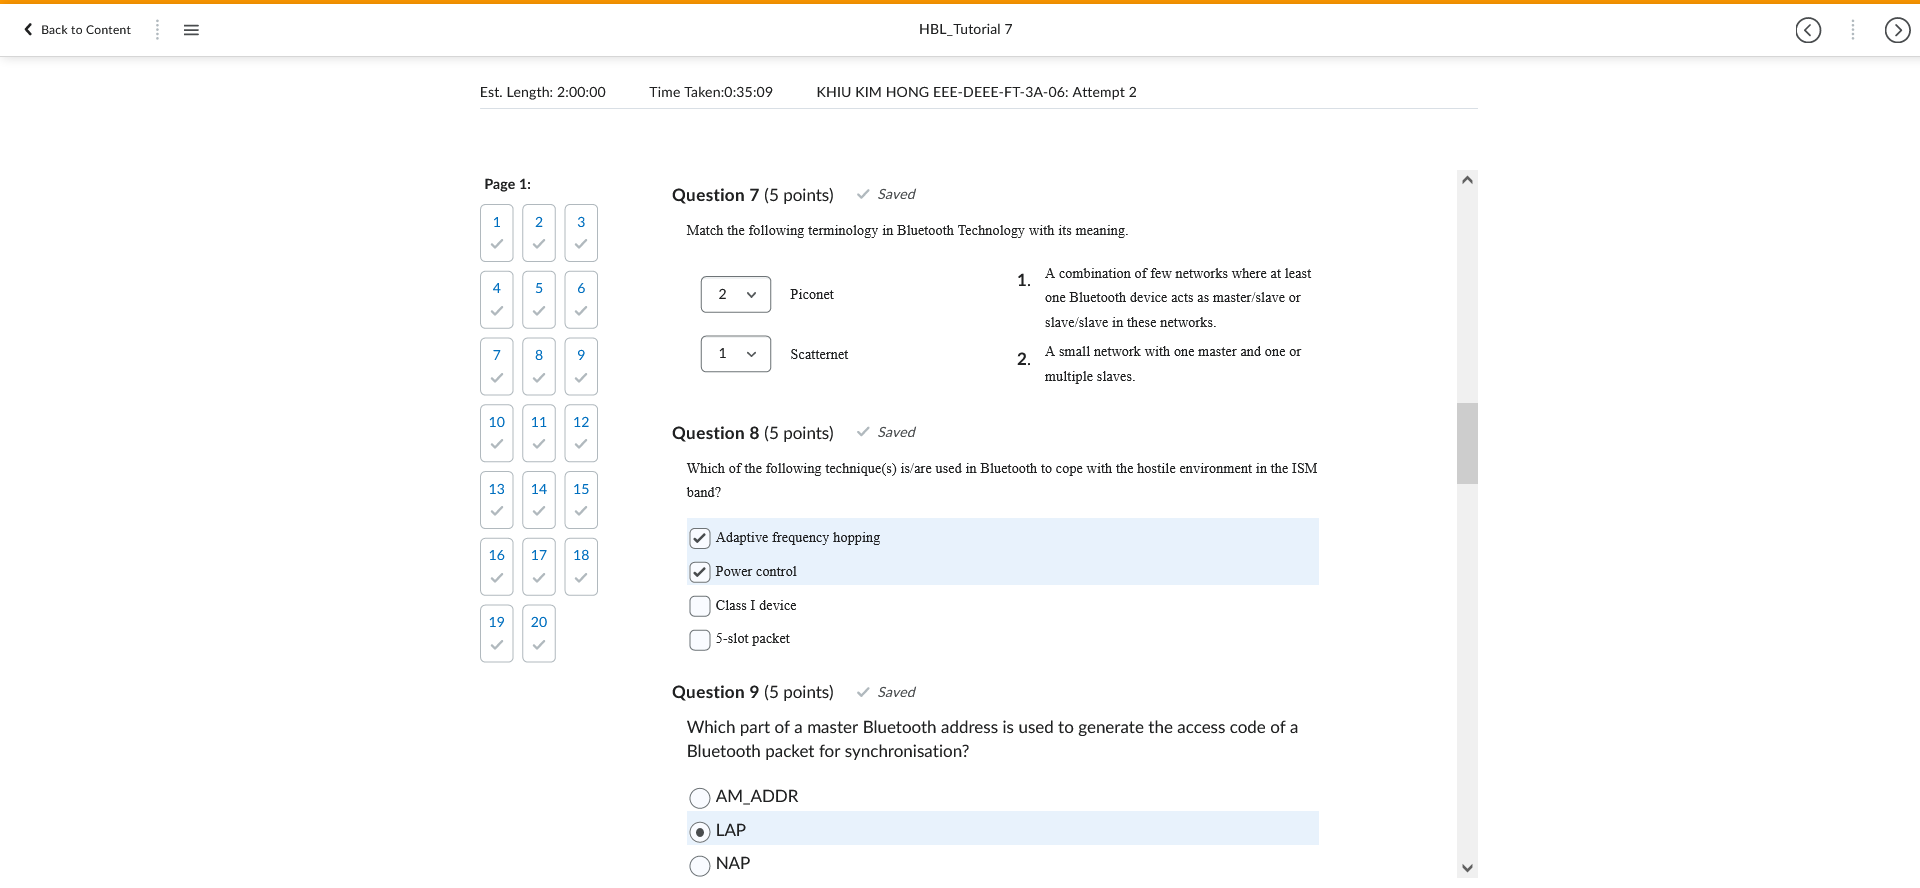 Back to Content
HBL_Tutorial 7
Est. Length: 2:00:00 Time Taken:0:35:09 KHIU KIM HONG EEE-DEEE-FT-3A-06: Attempt 2
Page 1:
1 2 3
4 5 6
7 8 9
10 11 12
13 14 15
16 17 18
19 20
Question 7 (5 points) Saved
Match the following terminology in Bluetooth Technology with its meaning.
2 Piconet
1 Scatternet
1. A combination of few networks where at least
one Bluetooth device acts as master/slave or
slave/slave in these networks.
2. A small network with one master and one or
multiple slaves.
Question 8 (5 points) Saved
Which of the following technique(s) is/are used in Bluetooth to cope with the hostile environment in the ISM
band?
Adaptive frequency hopping
Power control
Class I device
5-slot packet
Question 9 (5 points) Saved
Which part of a master Bluetooth address is used to generate the access code of a
Bluetooth packet for synchronisation?
AM_ADDR
LAP
NAP